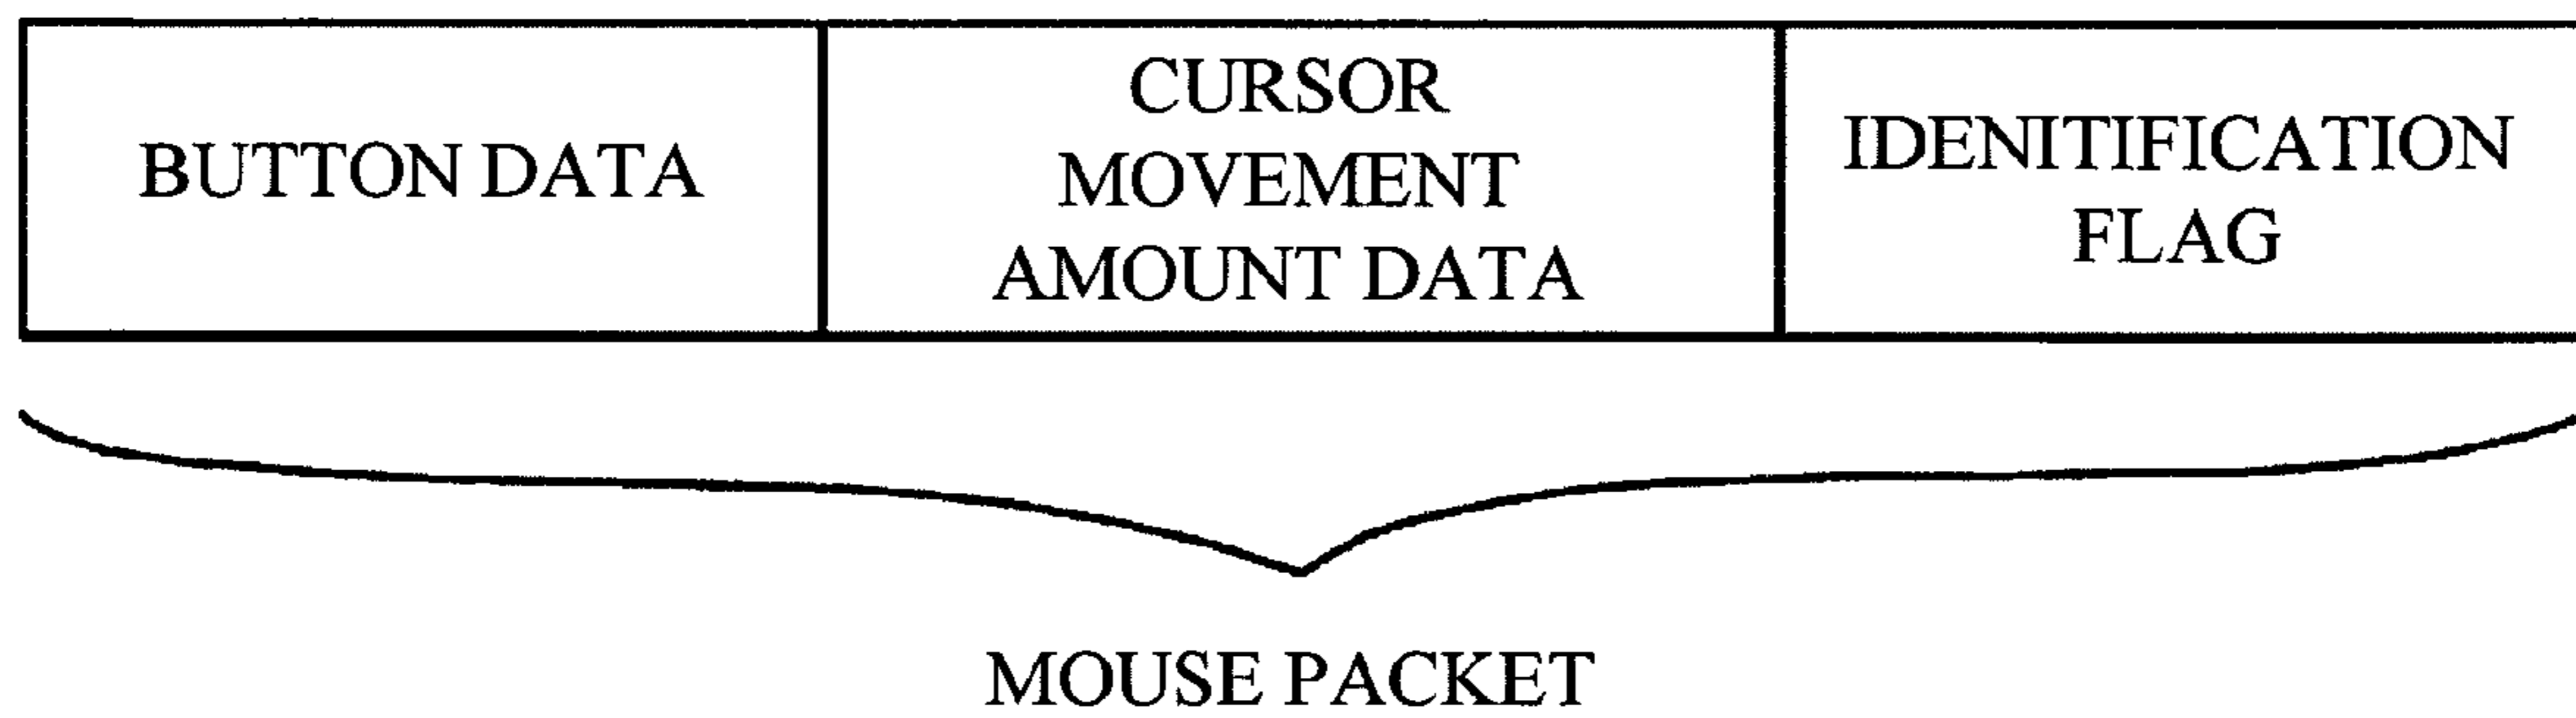 BUTTON DATA
CURSOR
MOVEMENT
AMOUNT DATA
IDENITIFICATION
FLAG
MOUSE PACKET